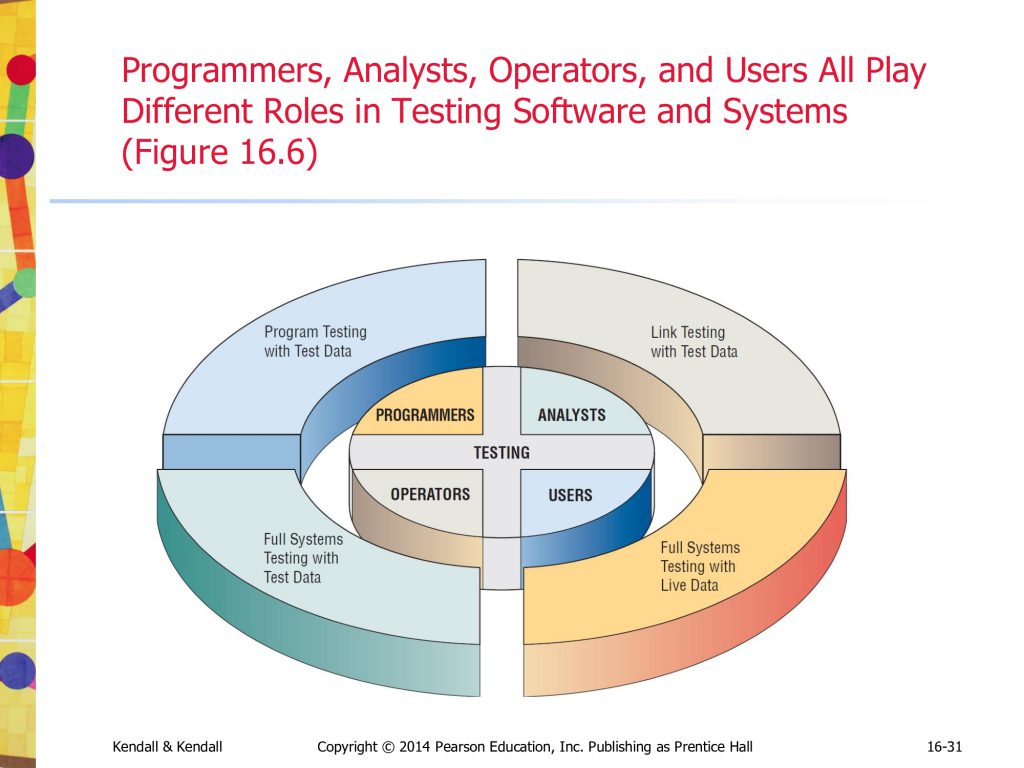 Programmers, Analysts, Operators, and Users All Play
Different Roles in Testing Software and Systems
(Figure 16.6)
Program Testing
with Test Data
Link Testing
with Test Data
PROGRAMMERS
ANALYSTS
TESTING
OPERATORS
USERS
Full Systems
Testing with
Test Data
Full Systems
Testing with
Live Data
Kendall & Kendall
Copyright © 2014 Pearson Education, Inc. Publishing as Prentice Hall
16-31